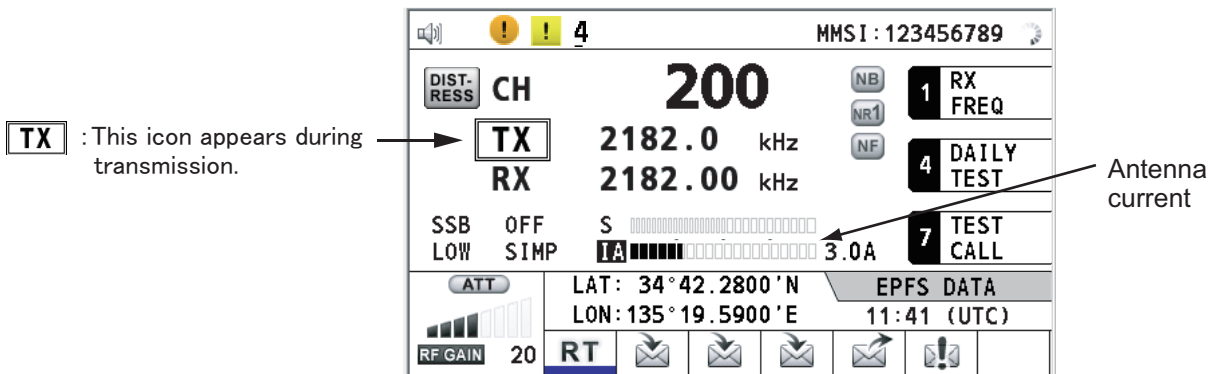 ! ! 4 MMSI:123456789
DIST-RESS CH 200 NB
NR1
NF
1 RX FREQ
TX : This icon appears during transmission.
TX 2182.0 kHz
RX 2182.00 kHz
4 DAILY TEST
Antenna current
SSB OFF S
LOW SIMP IA 3.0A
7 TEST CALL
ATT
LAT: 34°42.2800'N
LON:135°19.5900'E
EPFS DATA
11:41 (UTC)
RF GAIN 20 RT